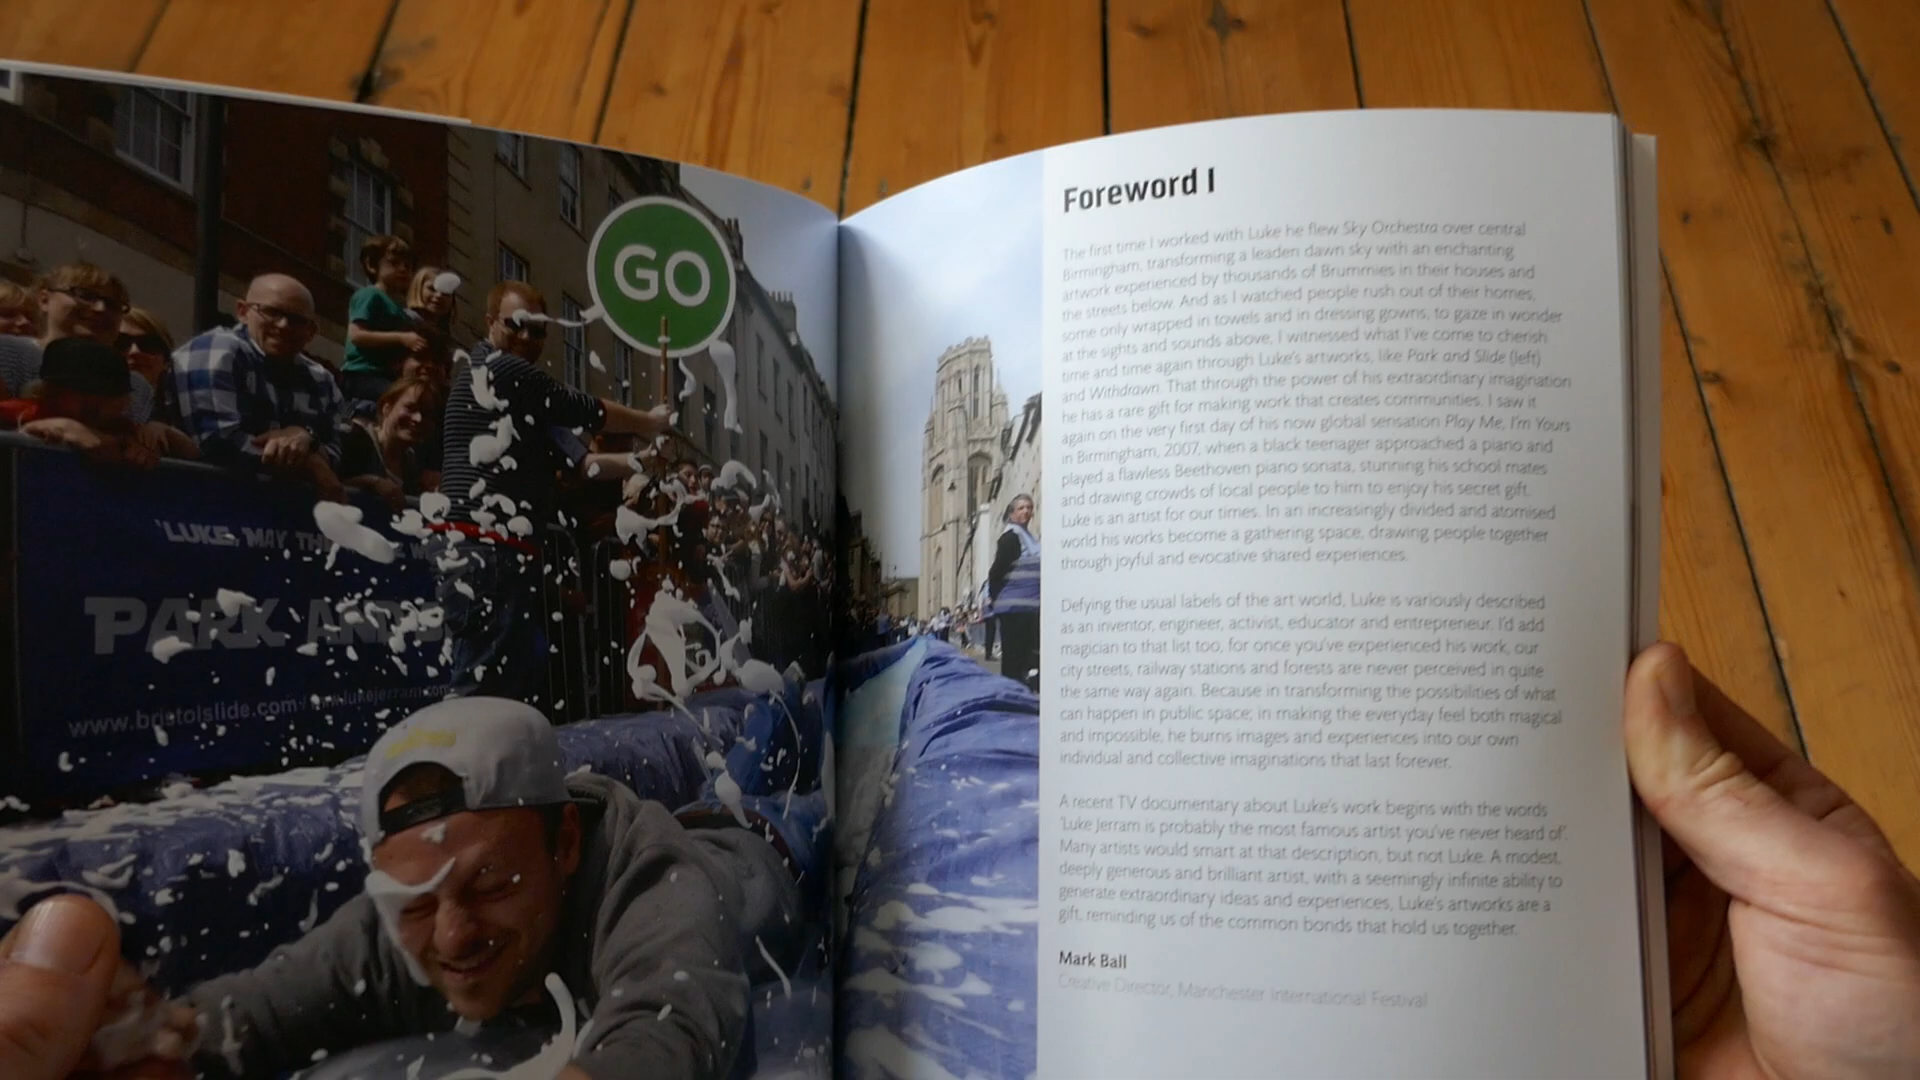 GO
'LUKE, MAY TH
PARK AND S
www.bristolslide.com / www.lukejerram.com
Foreword I
The first time I worked with Luke he flew Sky Orchestra over central
Birmingham, transforming a leaden dawn sky with an enchanting
artwork experienced by thousands of Brummies in their houses and
the streets below. And as I watched people rush out of their homes,
some only wrapped in towels and in dressing gowns, to gaze in wonder
at the sights and sounds above, I witnessed what I've come to cherish
time and time again through Luke's artworks, like Park and Slide (left)
and Withdrawn. That through the power of his extraordinary imagination
he has a rare gift for making work that creates communities. I saw it
again on the very first day of his now global sensation Play Me, I'm Yours
in Birmingham, 2007, when a black teenager approached a piano and
played a flawless Beethoven piano sonata, stunning his school mates
and drawing crowds of local people to him to enjoy his secret gift.
Luke is an artist for our times. In an increasingly divided and atomised
world his works become a gathering space, drawing people together
through joyful and evocative shared experiences.
Defying the usual labels of the art world, Luke is variously described
as an inventor, engineer, activist, educator and entrepreneur. I'd add
magician to that list too, for once you've experienced his work, our
city streets, railway stations and forests are never perceived in quite
the same way again. Because in transforming the possibilities of what
can happen in public space; in making the everyday feel both magical
and impossible, he burns images and experiences into our own
individual and collective imaginations that last forever.
A recent TV documentary about Luke's work begins with the words
'Luke Jerram is probably the most famous artist you've never heard of'.
Many artists would smart at that description, but not Luke. A modest,
deeply generous and brilliant artist, with a seemingly infinite ability to
generate extraordinary ideas and experiences, Luke's artworks are a
gift, reminding us of the common bonds that hold us together.
Mark Ball
Creative Director, Manchester International Festival